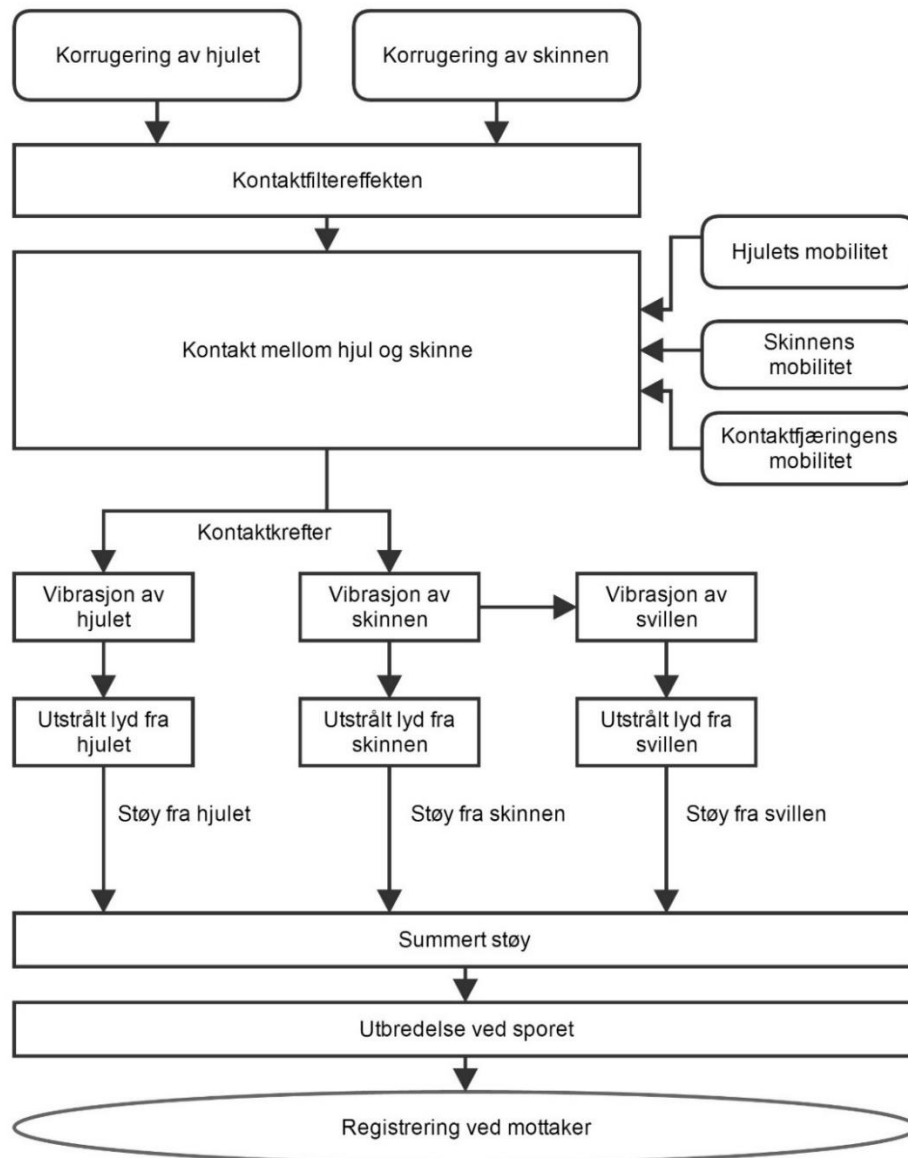 Korrugering av hjulet
Korrugering av skinnen
Kontaktfiltereffekten
Hjulets mobilitet
Kontakt mellom hjul og skinne
Skinnens
mobilitet
Kontaktfjæringens
mobilitet
Kontaktkrefter
Vibrasjon av
hjulet
Vibrasjon av
skinnen
Vibrasjon av
svillen
Utstrålt lyd fra
hjulet
Utstrålt lyd fra
skinnen
Utstrålt lyd fra
svillen
Støy fra hjulet
Støy fra skinnen
Støy fra svillen
Summert støy
Utbredelse ved sporet
Registrering ved mottaker